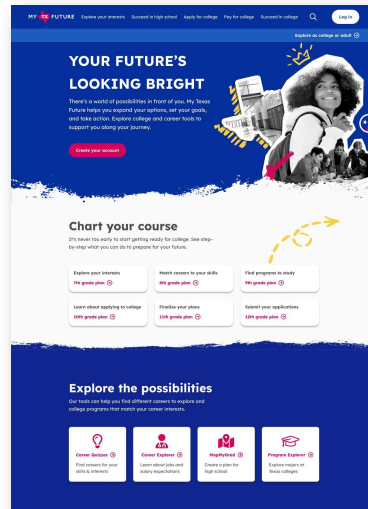 MY TX FUTURE Explore your interests Succeed in high school Apply for college Pay for college Succeed in college Log in
Explore as college or adult
YOUR FUTURE'S
LOOKING BRIGHT
There's a world of possibilities in front of you. My Texas
Future helps you expand your options, set your goals,
and take action. Explore college and career tools to
support you along your journey.
Create your account
Chart your course
It's never too early to start getting ready for college. See step-
by-step what you can do to prepare for your future.
Explore your interests
7th grade plan
Match careers to your skills
8th grade plan
Find programs to study
9th grade plan
Learn about applying to college
10th grade plan
Finalize your plans
11th grade plan
Submit your applications
12th grade plan
Explore the possibilities
Our tools can help you find different careers to explore and
college programs that match your career interests.
Career Quizzes
Find careers for your
skills & interests
Career Explorer
Learn about jobs and
salary expectations
MapMyGrad
Create a plan for
high school
Program Explorer
Explore majors at
Texas colleges